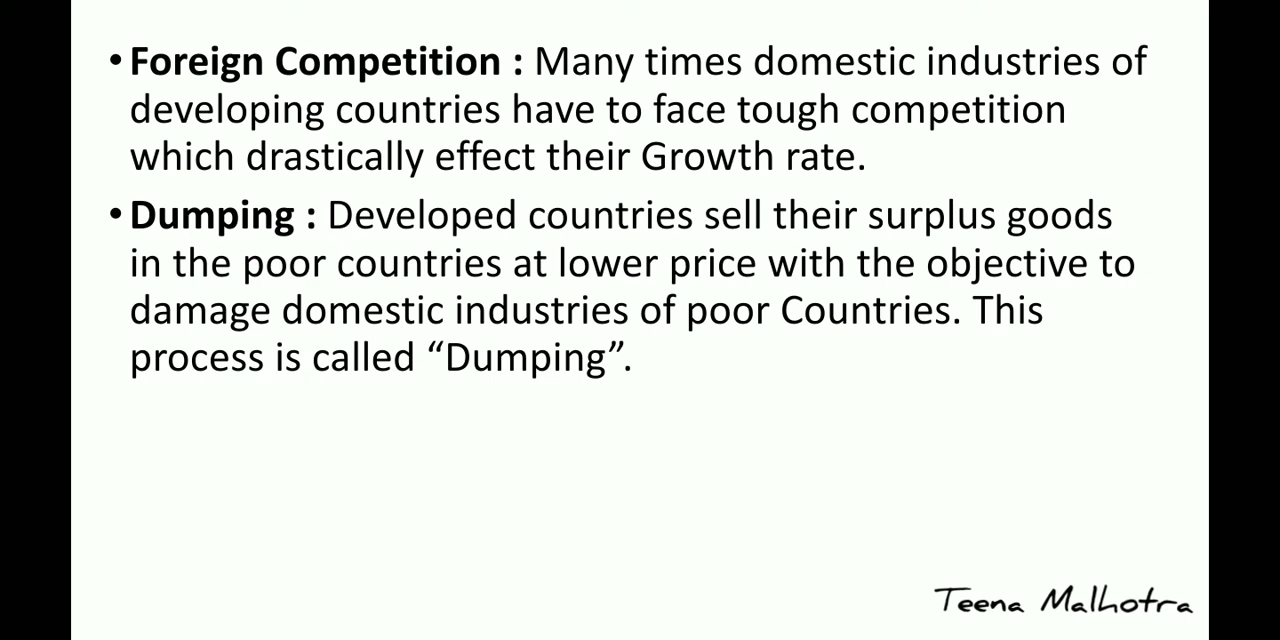 • Foreign Competition : Many times domestic industries of
developing countries have to face tough competition
which drastically effect their Growth rate.
• Dumping : Developed countries sell their surplus goods
in the poor countries at lower price with the objective to
damage domestic industries of poor Countries. This
process is called “Dumping”.
Teena Malhotra